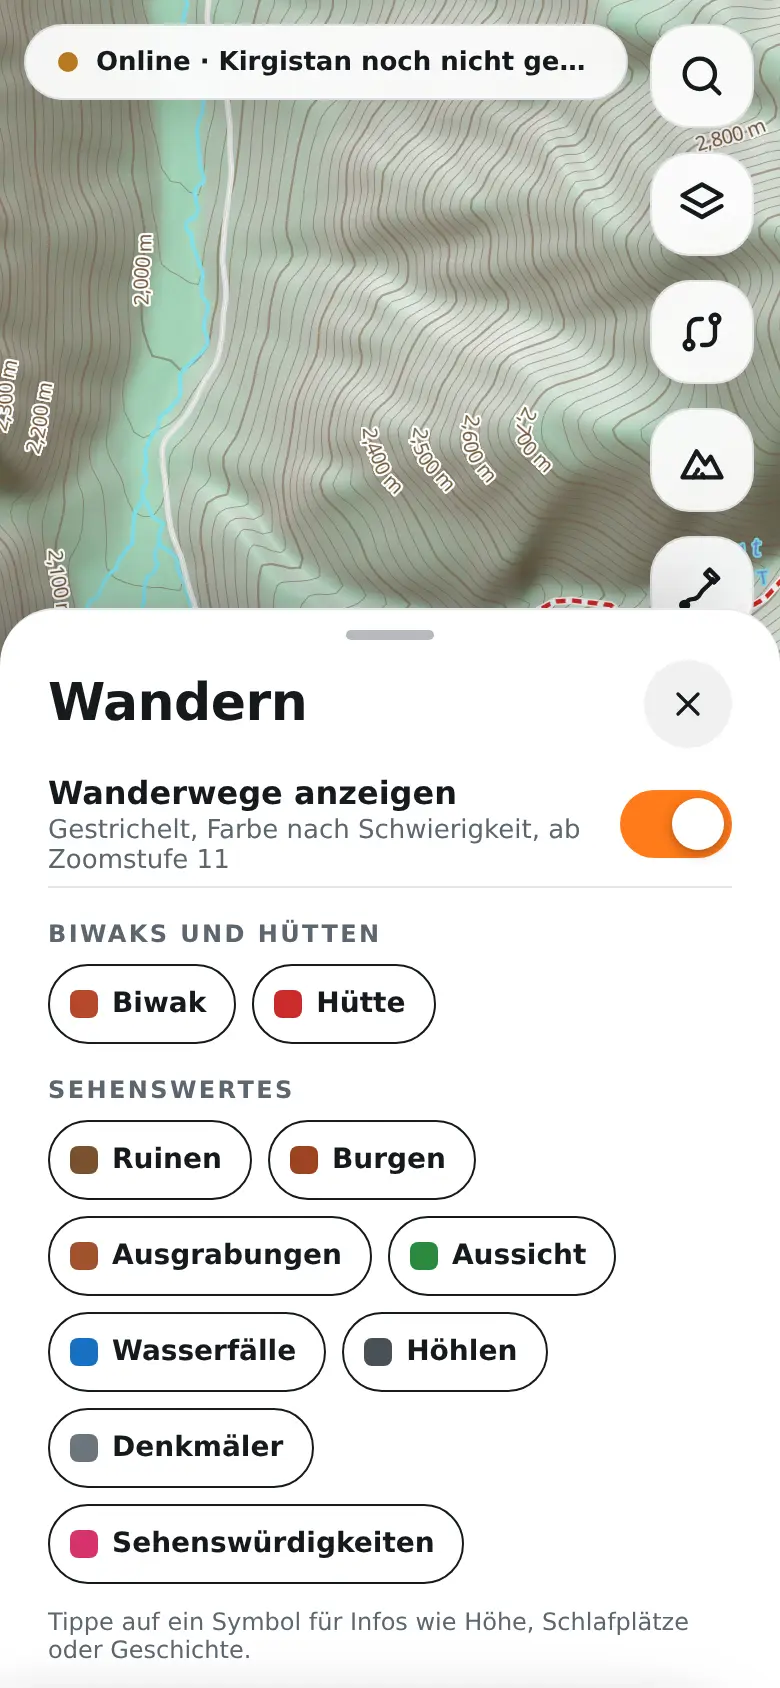 Online · Kirgistan noch nicht ge...
2,800 m
2,000 m
2,300 m
2,200 m
2,400 m
2,500 m
2,600 m
2,700 m
2,100 m
Wandern
Wanderwege anzeigen
Gestrichelt, Farbe nach Schwierigkeit, ab
Zoomstufe 11
BIWAKS UND HÜTTEN
Biwak Hütte
SEHENSWERTES
Ruinen Burgen
Ausgrabungen Aussicht
Wasserfälle Höhlen
Denkmäler
Sehenswürdigkeiten
Tippe auf ein Symbol für Infos wie Höhe, Schlafplätze
oder Geschichte.